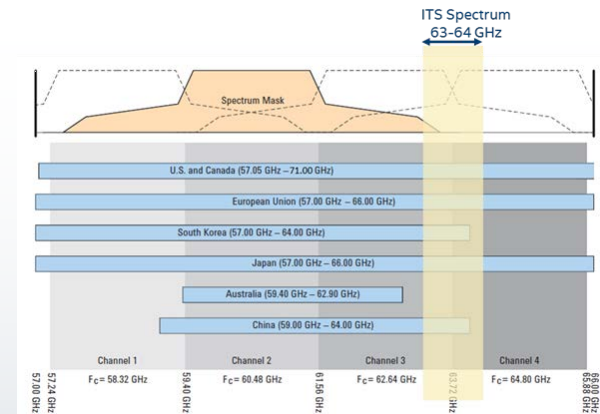 ITS Spectrum
63-64 GHz
Spectrum Mask
U.S. and Canada (57.05 GHz – 71.00 GHz)
European Union (57.00 GHz – 66.00 GHz)
South Korea (57.00 GHz – 64.00 GHz)
Japan (57.00 GHz – 66.00 GHz)
Australia (59.40 GHz – 62.90 GHz)
China (59.00 GHz – 64.00 GHz)
Channel 1 Channel 2 Channel 3 Channel 4
FC= 58.32 GHz FC= 60.48 GHz FC= 62.64 GHz FC= 64.80 GHz
57.00 GHz
57.24 GHz
59.40 GHz
61.56 GHz
63.72 GHz
65.88 GHz
66.00 GHz